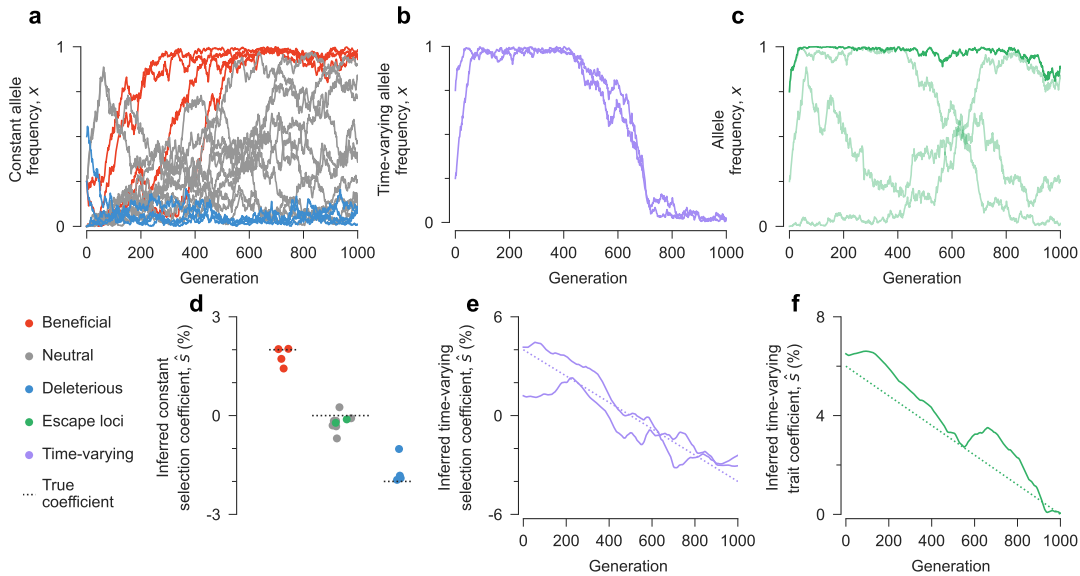 a
Constant allele
frequency, x
1
0
0
200
400
600
800
1000
Generation
b
Time-varying allele
frequency, x
1
0
0
200
400
600
800
1000
Generation
c
Allele
frequency, x
1
0
0
200
400
600
800
1000
Generation
Beneficial
Neutral
Deleterious
Escape loci
Time-varying
True
coefficient
d
Inferred constant
selection coefficient, ŝ (%)
3
0
-3
e
Inferred time-varying
selection coefficient, ŝ (%)
6
0
-6
0
200
400
600
800
1000
Generation
f
Inferred time-varying
trait coefficient, ŝ (%)
8
4
0
0
200
400
600
800
1000
Generation